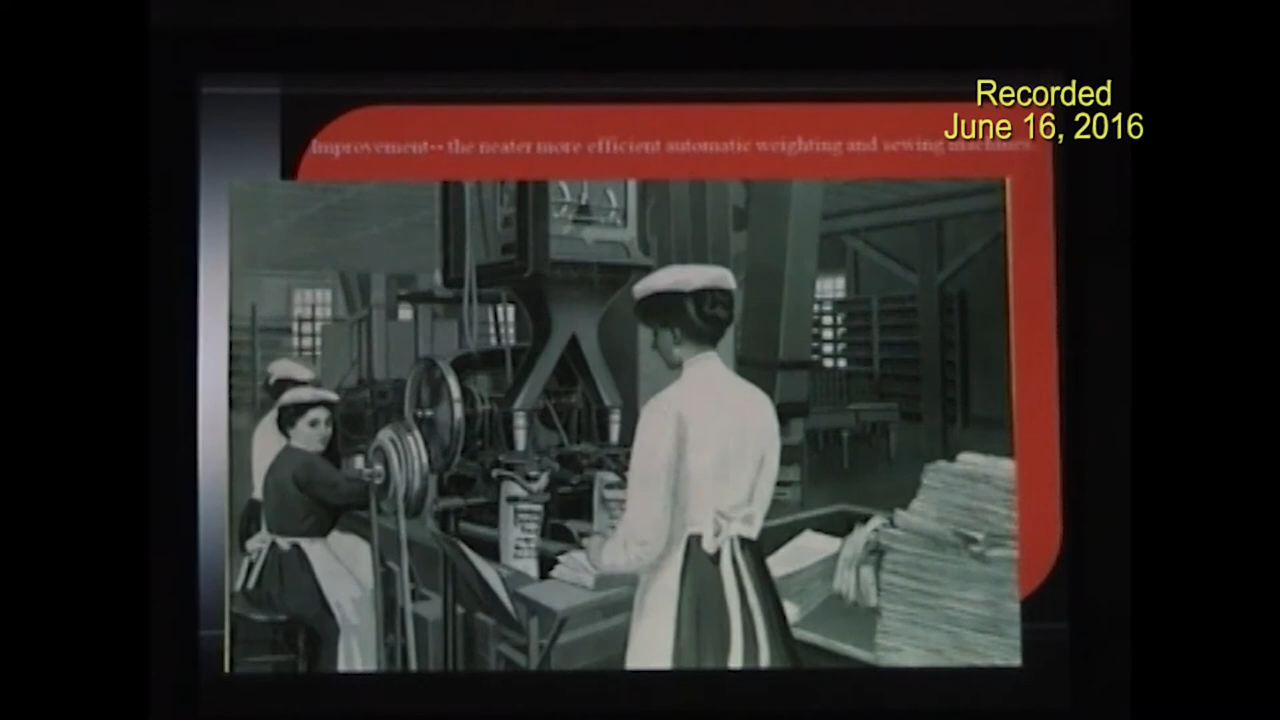 Recorded
June 16, 2016
Improvement-- the neater more efficient automatic weighting and sewing machines.